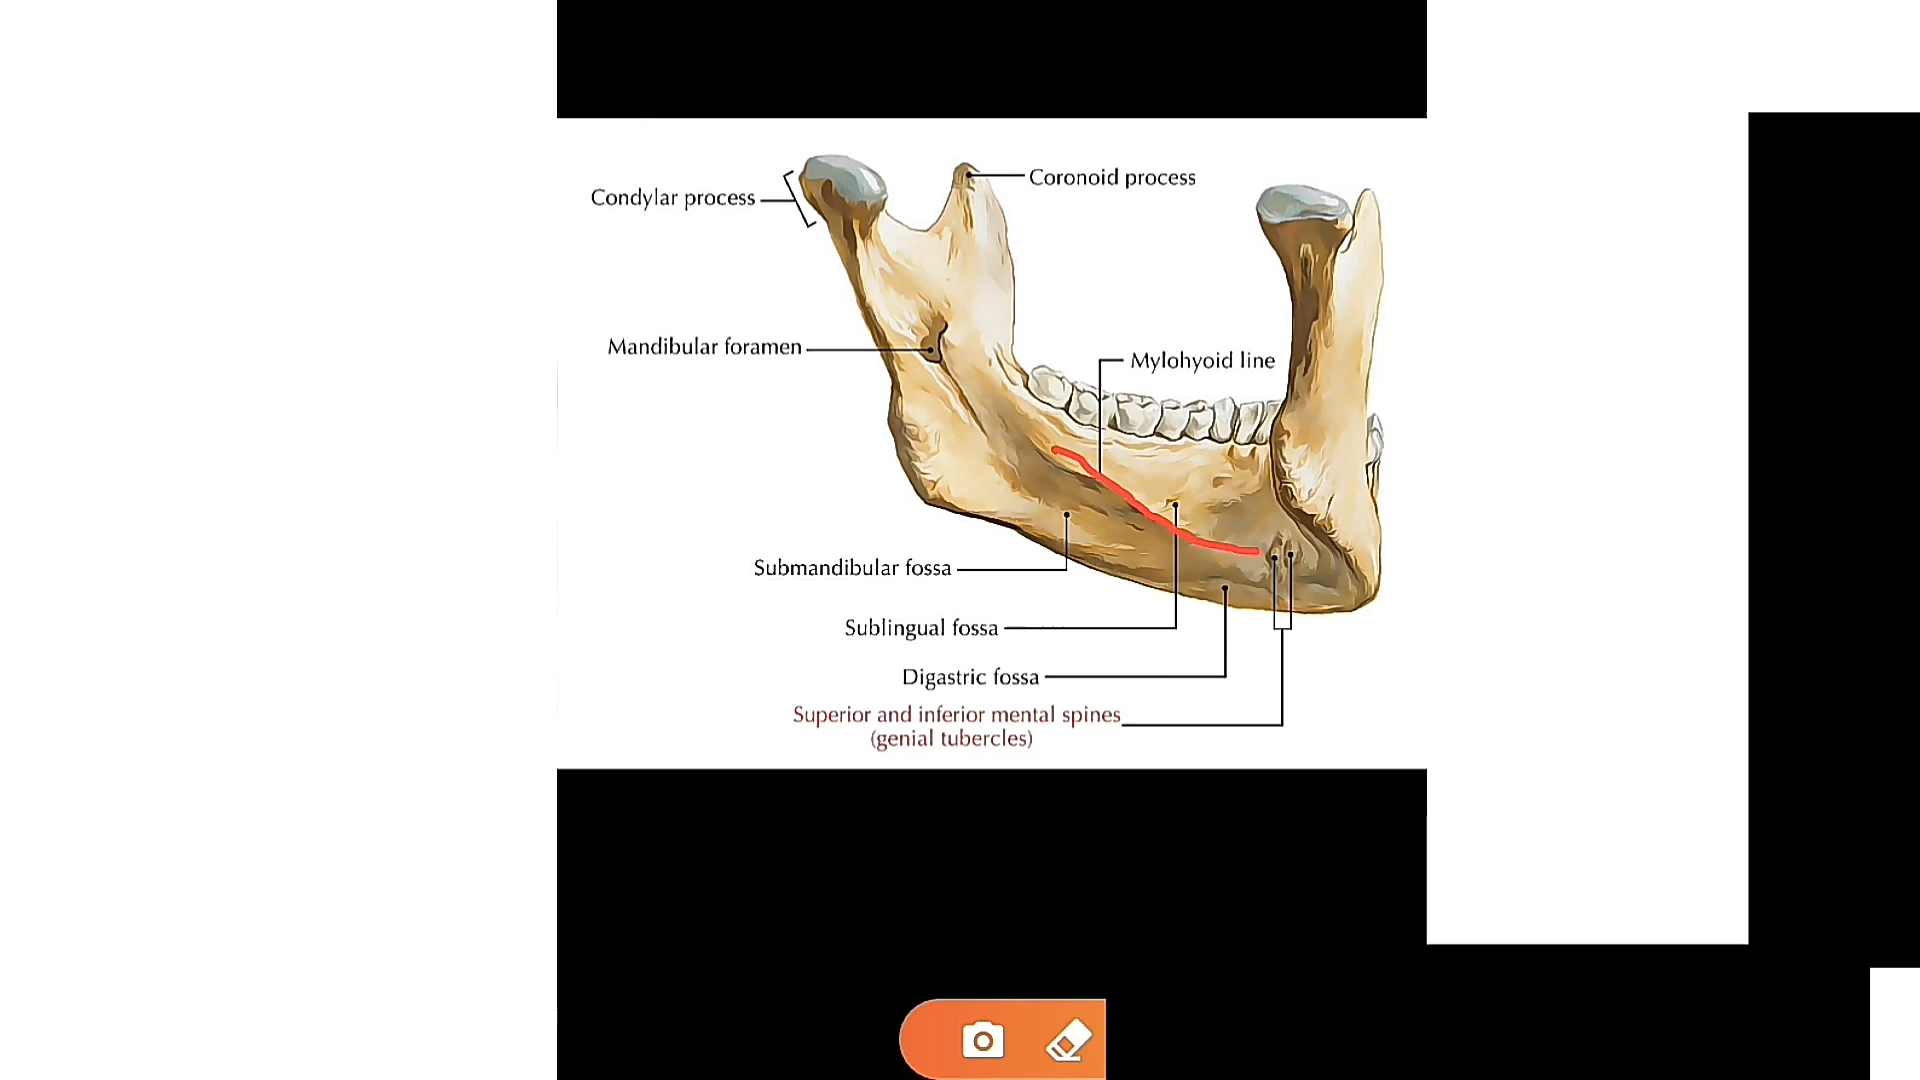 Coronoid process
Condylar process
Mandibular foramen
Mylohyoid line
Submandibular fossa
Sublingual fossa
Digastric fossa
Superior and inferior mental spines
(genial tubercles)